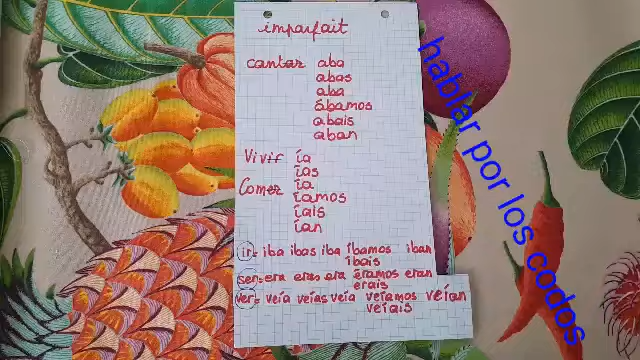 imparfait
cantar aba
abas
aba
ábamos
abais
aban
Vivir ía
ías
Comer ía
íamos
íais
ían
ir= iba ibas iba íbamos iban
ibais
ser= era eras era éramos eran
erais
ver= veía veías veía veíamos veían
veíais
hablar por los codos